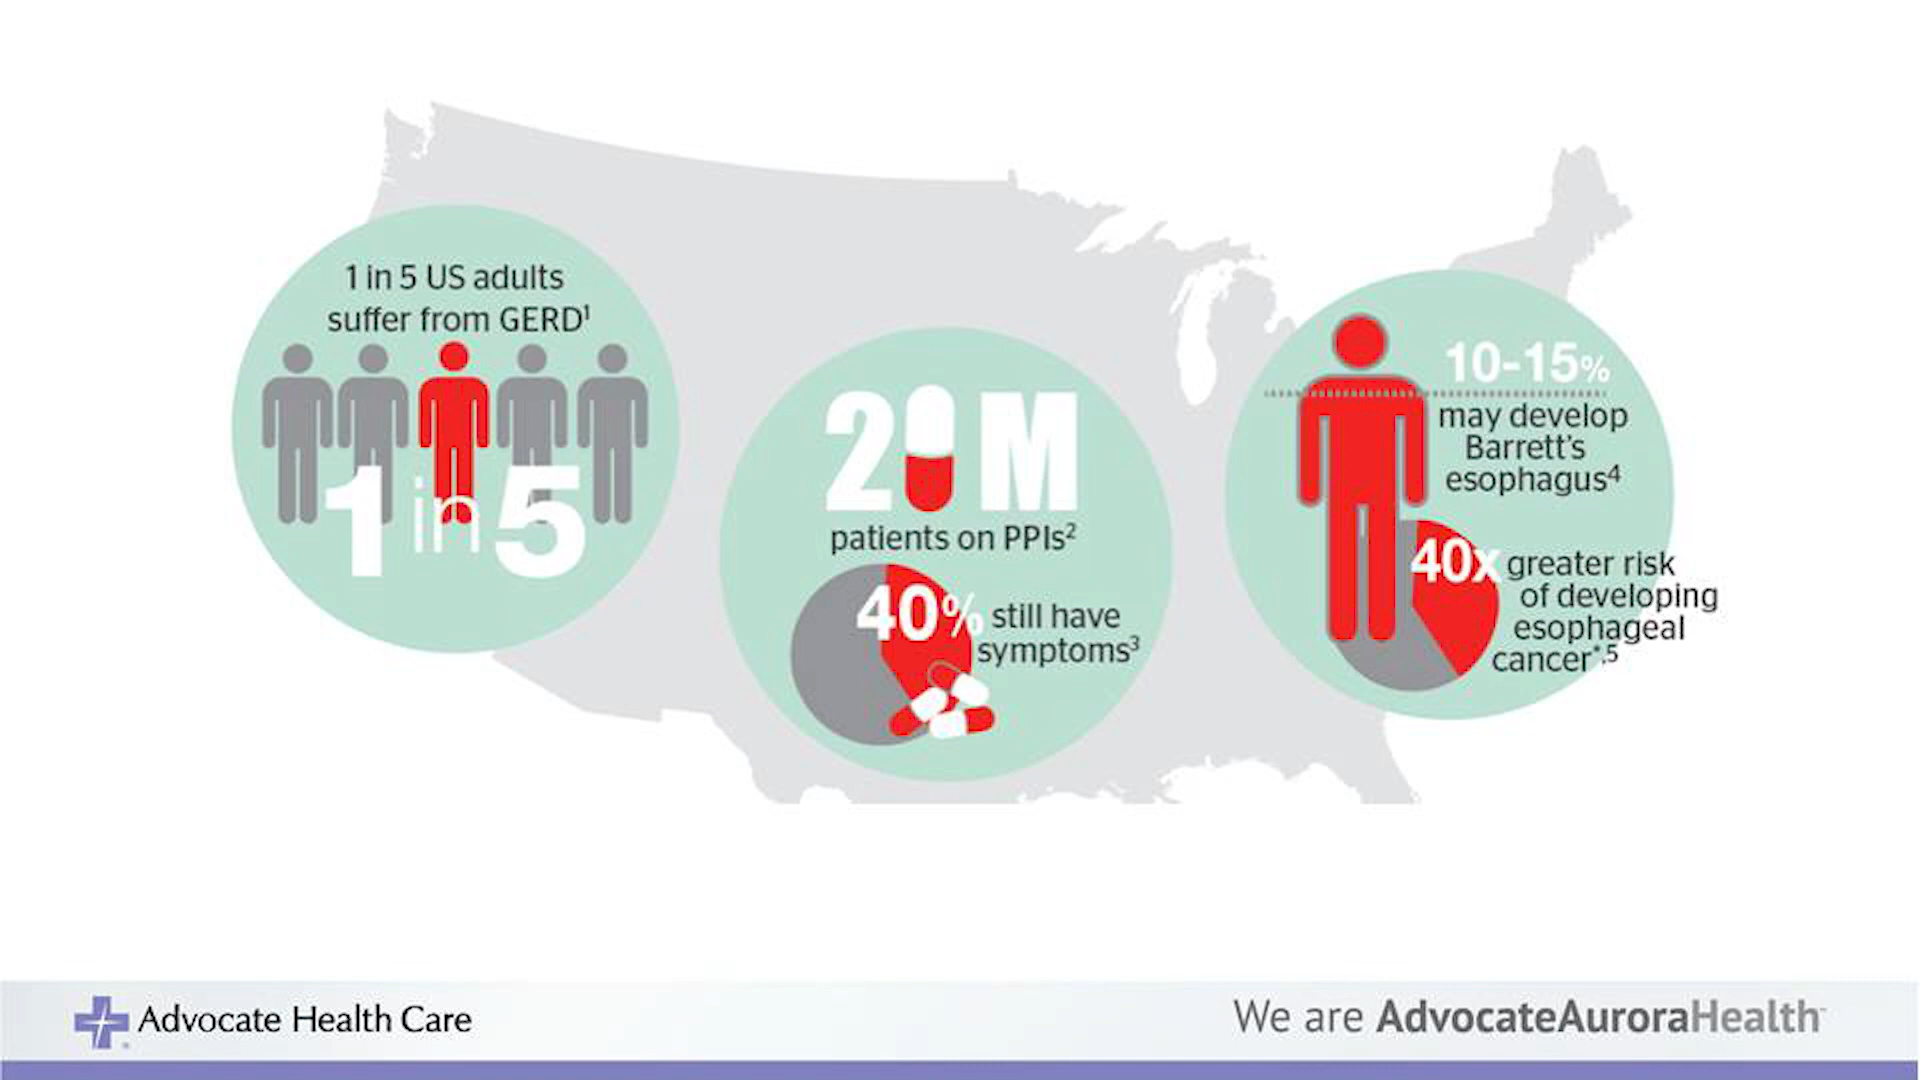 1 in 5 US adults
suffer from GERD¹
1 in 5
2 M
patients on PPIs²
40% still have
symptoms³
10-15%
may develop
Barrett's
esophagus⁴
40x greater risk
of developing
esophageal
cancer*,⁵
Advocate Health Care
We are AdvocateAuroraHealth™